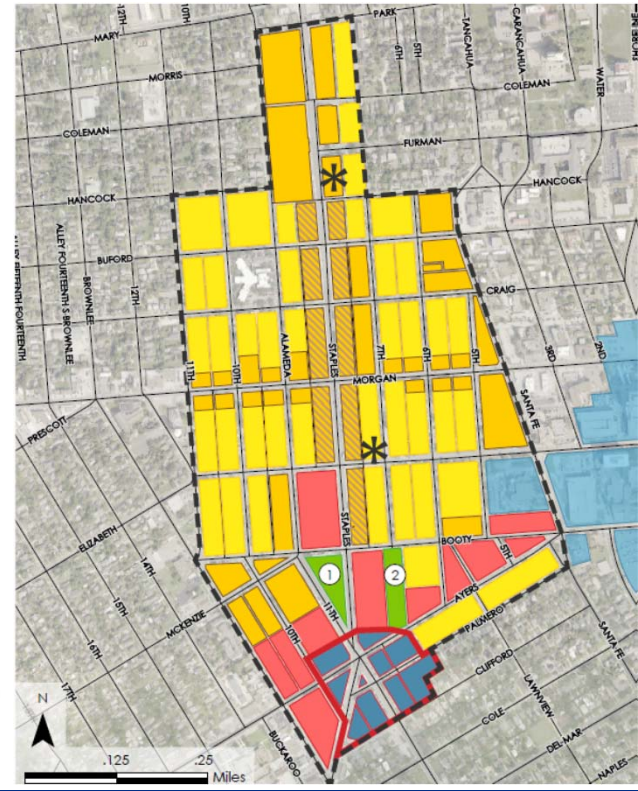 12TH
10TH
PARK
MARY
6TH
5TH
TANCAHUA
CARANCAHUA
MORRIS
COLEMAN
WATER
COLEMAN
FURMAN
HANCOCK
HANCOCK
BUFORD
ALLEY FOURTEENTH S BROWNLEE
BROWNLEE
12TH
CRAIG
ALAMEDA
STAPLES
11TH
10TH
7TH
6TH
5TH
3RD
2ND
MORGAN
SANTA FE
PRESCOTT
STAPLES
ELIZABETH
BOOTY
14TH
1
2
5TH
15TH
AYERS
MCKENZIE
11TH
PALMERO
10TH
16TH
SANTA FE
CLIFFORD
17TH
LAWNVIEW
N
COLE
BUCKAROO
DEL MAR
.125 .25
Miles
NAPLES